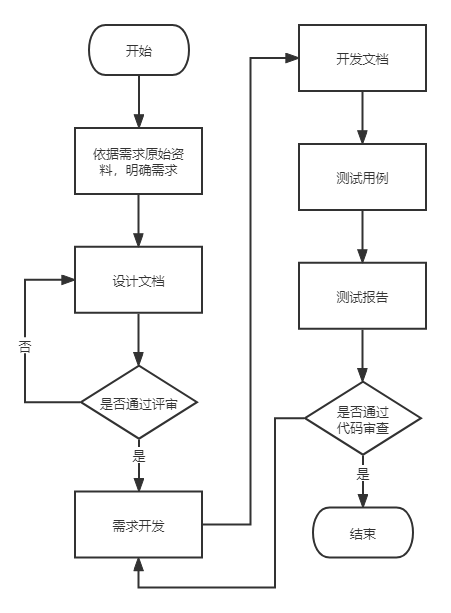 开始
依据需求原始资
料，明确需求
设计文档
否
是否通过评审
是
需求开发
开发文档
测试用例
测试报告
是否通过
代码审查
是
结束